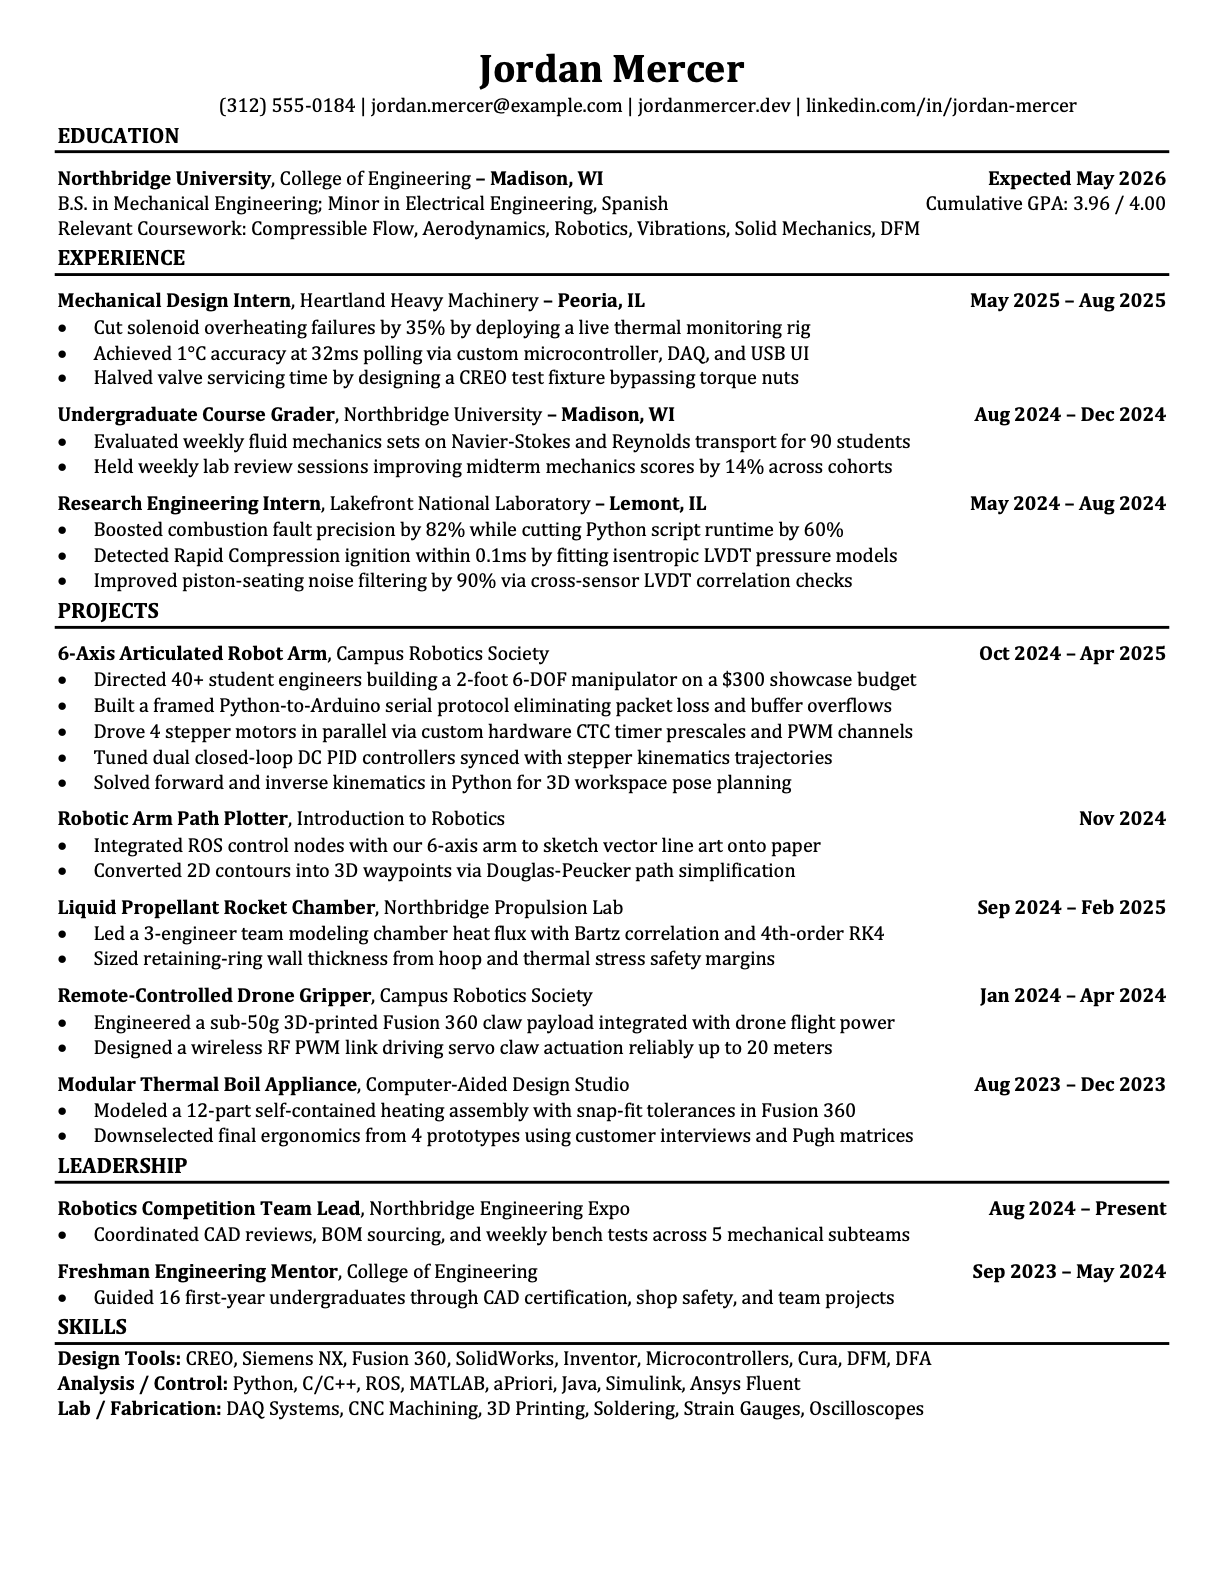 Jordan Mercer
(312) 555-0184 | jordan.mercer@example.com | jordanmercer.dev | linkedin.com/in/jordan-mercer
EDUCATION
Northbridge University, College of Engineering – Madison, WI Expected May 2026
B.S. in Mechanical Engineering; Minor in Electrical Engineering, Spanish Cumulative GPA: 3.96 / 4.00
Relevant Coursework: Compressible Flow, Aerodynamics, Robotics, Vibrations, Solid Mechanics, DFM
EXPERIENCE
Mechanical Design Intern, Heartland Heavy Machinery – Peoria, IL May 2025 – Aug 2025
• Cut solenoid overheating failures by 35% by deploying a live thermal monitoring rig
• Achieved 1°C accuracy at 32ms polling via custom microcontroller, DAQ, and USB UI
• Halved valve servicing time by designing a CREO test fixture bypassing torque nuts
Undergraduate Course Grader, Northbridge University – Madison, WI Aug 2024 – Dec 2024
• Evaluated weekly fluid mechanics sets on Navier-Stokes and Reynolds transport for 90 students
• Held weekly lab review sessions improving midterm mechanics scores by 14% across cohorts
Research Engineering Intern, Lakefront National Laboratory – Lemont, IL May 2024 – Aug 2024
• Boosted combustion fault precision by 82% while cutting Python script runtime by 60%
• Detected Rapid Compression ignition within 0.1ms by fitting isentropic LVDT pressure models
• Improved piston-seating noise filtering by 90% via cross-sensor LVDT correlation checks
PROJECTS
6-Axis Articulated Robot Arm, Campus Robotics Society Oct 2024 – Apr 2025
• Directed 40+ student engineers building a 2-foot 6-DOF manipulator on a $300 showcase budget
• Built a framed Python-to-Arduino serial protocol eliminating packet loss and buffer overflows
• Drove 4 stepper motors in parallel via custom hardware CTC timer prescales and PWM channels
• Tuned dual closed-loop DC PID controllers synced with stepper kinematics trajectories
• Solved forward and inverse kinematics in Python for 3D workspace pose planning
Robotic Arm Path Plotter, Introduction to Robotics Nov 2024
• Integrated ROS control nodes with our 6-axis arm to sketch vector line art onto paper
• Converted 2D contours into 3D waypoints via Douglas-Peucker path simplification
Liquid Propellant Rocket Chamber, Northbridge Propulsion Lab Sep 2024 – Feb 2025
• Led a 3-engineer team modeling chamber heat flux with Bartz correlation and 4th-order RK4
• Sized retaining-ring wall thickness from hoop and thermal stress safety margins
Remote-Controlled Drone Gripper, Campus Robotics Society Jan 2024 – Apr 2024
• Engineered a sub-50g 3D-printed Fusion 360 claw payload integrated with drone flight power
• Designed a wireless RF PWM link driving servo claw actuation reliably up to 20 meters
Modular Thermal Boil Appliance, Computer-Aided Design Studio Aug 2023 – Dec 2023
• Modeled a 12-part self-contained heating assembly with snap-fit tolerances in Fusion 360
• Downselected final ergonomics from 4 prototypes using customer interviews and Pugh matrices
LEADERSHIP
Robotics Competition Team Lead, Northbridge Engineering Expo Aug 2024 – Present
• Coordinated CAD reviews, BOM sourcing, and weekly bench tests across 5 mechanical subteams
Freshman Engineering Mentor, College of Engineering Sep 2023 – May 2024
• Guided 16 first-year undergraduates through CAD certification, shop safety, and team projects
SKILLS
Design Tools: CREO, Siemens NX, Fusion 360, SolidWorks, Inventor, Microcontrollers, Cura, DFM, DFA
Analysis / Control: Python, C/C++, ROS, MATLAB, aPriori, Java, Simulink, Ansys Fluent
Lab / Fabrication: DAQ Systems, CNC Machining, 3D Printing, Soldering, Strain Gauges, Oscilloscopes